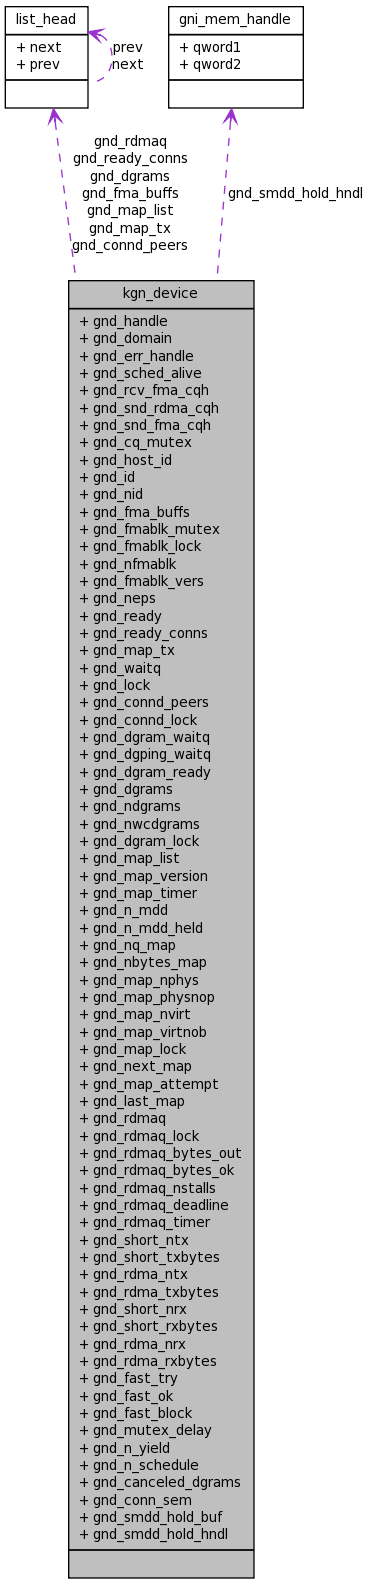 list_head
+ next
+ prev
prev
next
gni_mem_handle
+ qword1
+ qword2
gnd_rdmaq
gnd_ready_conns
gnd_dgrams
gnd_fma_buffs
gnd_map_list
gnd_map_tx
gnd_connd_peers
gnd_smdd_hold_hndl
kgn_device
+ gnd_handle
+ gnd_domain
+ gnd_err_handle
+ gnd_sched_alive
+ gnd_rcv_fma_cqh
+ gnd_snd_rdma_cqh
+ gnd_snd_fma_cqh
+ gnd_cq_mutex
+ gnd_host_id
+ gnd_id
+ gnd_nid
+ gnd_fma_buffs
+ gnd_fmablk_mutex
+ gnd_fmablk_lock
+ gnd_nfmablk
+ gnd_fmablk_vers
+ gnd_neps
+ gnd_ready
+ gnd_ready_conns
+ gnd_map_tx
+ gnd_waitq
+ gnd_lock
+ gnd_connd_peers
+ gnd_connd_lock
+ gnd_dgram_waitq
+ gnd_dgping_waitq
+ gnd_dgram_ready
+ gnd_dgrams
+ gnd_ndgrams
+ gnd_nwcdgrams
+ gnd_dgram_lock
+ gnd_map_list
+ gnd_map_version
+ gnd_map_timer
+ gnd_n_mdd
+ gnd_n_mdd_held
+ gnd_nq_map
+ gnd_nbytes_map
+ gnd_map_nphys
+ gnd_map_physnop
+ gnd_map_nvirt
+ gnd_map_virtnob
+ gnd_map_lock
+ gnd_next_map
+ gnd_map_attempt
+ gnd_last_map
+ gnd_rdmaq
+ gnd_rdmaq_lock
+ gnd_rdmaq_bytes_out
+ gnd_rdmaq_bytes_ok
+ gnd_rdmaq_nstalls
+ gnd_rdmaq_deadline
+ gnd_rdmaq_timer
+ gnd_short_ntx
+ gnd_short_txbytes
+ gnd_rdma_ntx
+ gnd_rdma_txbytes
+ gnd_short_nrx
+ gnd_short_rxbytes
+ gnd_rdma_nrx
+ gnd_rdma_rxbytes
+ gnd_fast_try
+ gnd_fast_ok
+ gnd_fast_block
+ gnd_mutex_delay
+ gnd_n_yield
+ gnd_n_schedule
+ gnd_canceled_dgrams
+ gnd_conn_sem
+ gnd_smdd_hold_buf
+ gnd_smdd_hold_hndl